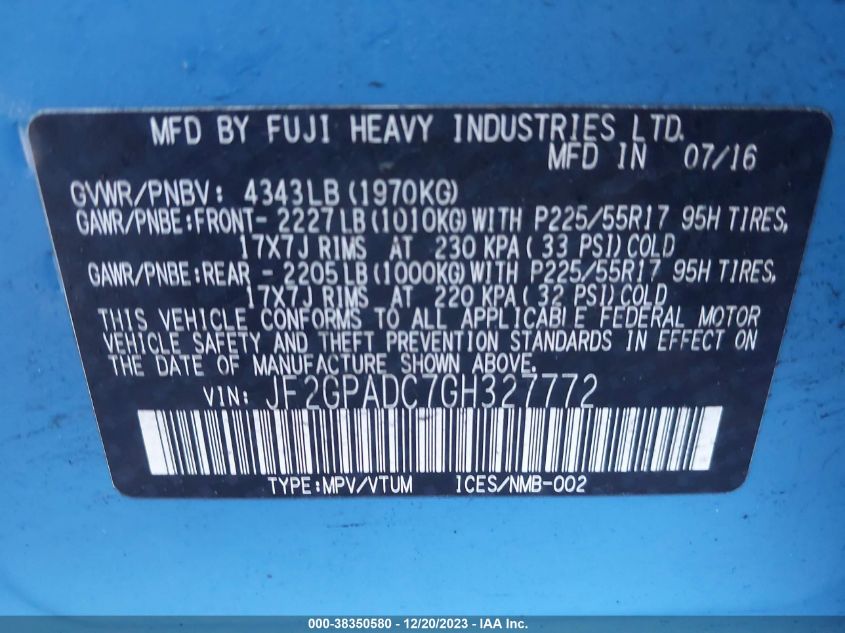 MFD BY FUJI HEAVY INDUSTRIES LTD.
MFD IN 07/16
GVWR/PNBV: 4343LB(1970KG)
GAWR/PNBE:FRONT- 2227LB(1010KG)WITH P225/55R17 95H TIRES,
17X7J RIMS AT 230 KPA(33 PSI)COLD
GAWR/PNBE:REAR - 2205LB(1000KG)WITH P225/55R17 95H TIRES,
17X7J RIMS AT 220 KPA(32 PSI)COLD
THIS VEHICLE CONFORMS TO ALL APPLICABLE FEDERAL MOTOR
VEHICLE SAFETY AND THEFT PREVENTION STANDARDS IN EFFECT ON
THE DATE OF MANUFACTURE SHOWN ABOVE.
VIN: JF2GPADC7GH327772
TYPE:MPV/VTUM ICES/NMB-002
000-38350580 - 12/20/2023 - IAA Inc.